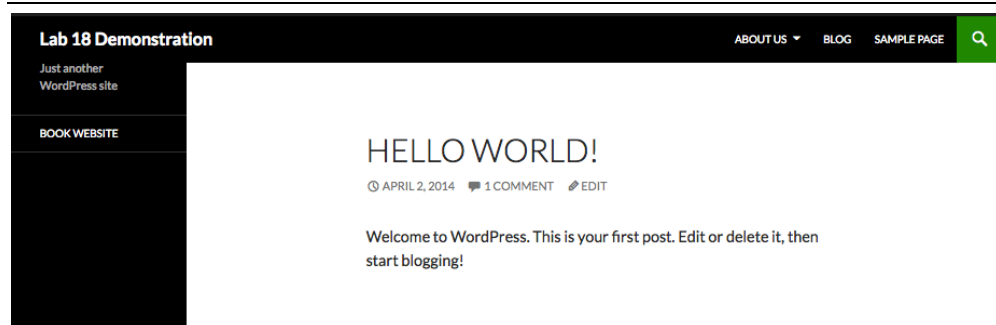 Lab 18 Demonstration
ABOUT US BLOG SAMPLE PAGE
Just another
WordPress site
BOOK WEBSITE
HELLO WORLD!
APRIL 2, 2014 1 COMMENT EDIT
Welcome to WordPress. This is your first post. Edit or delete it, then
start blogging!